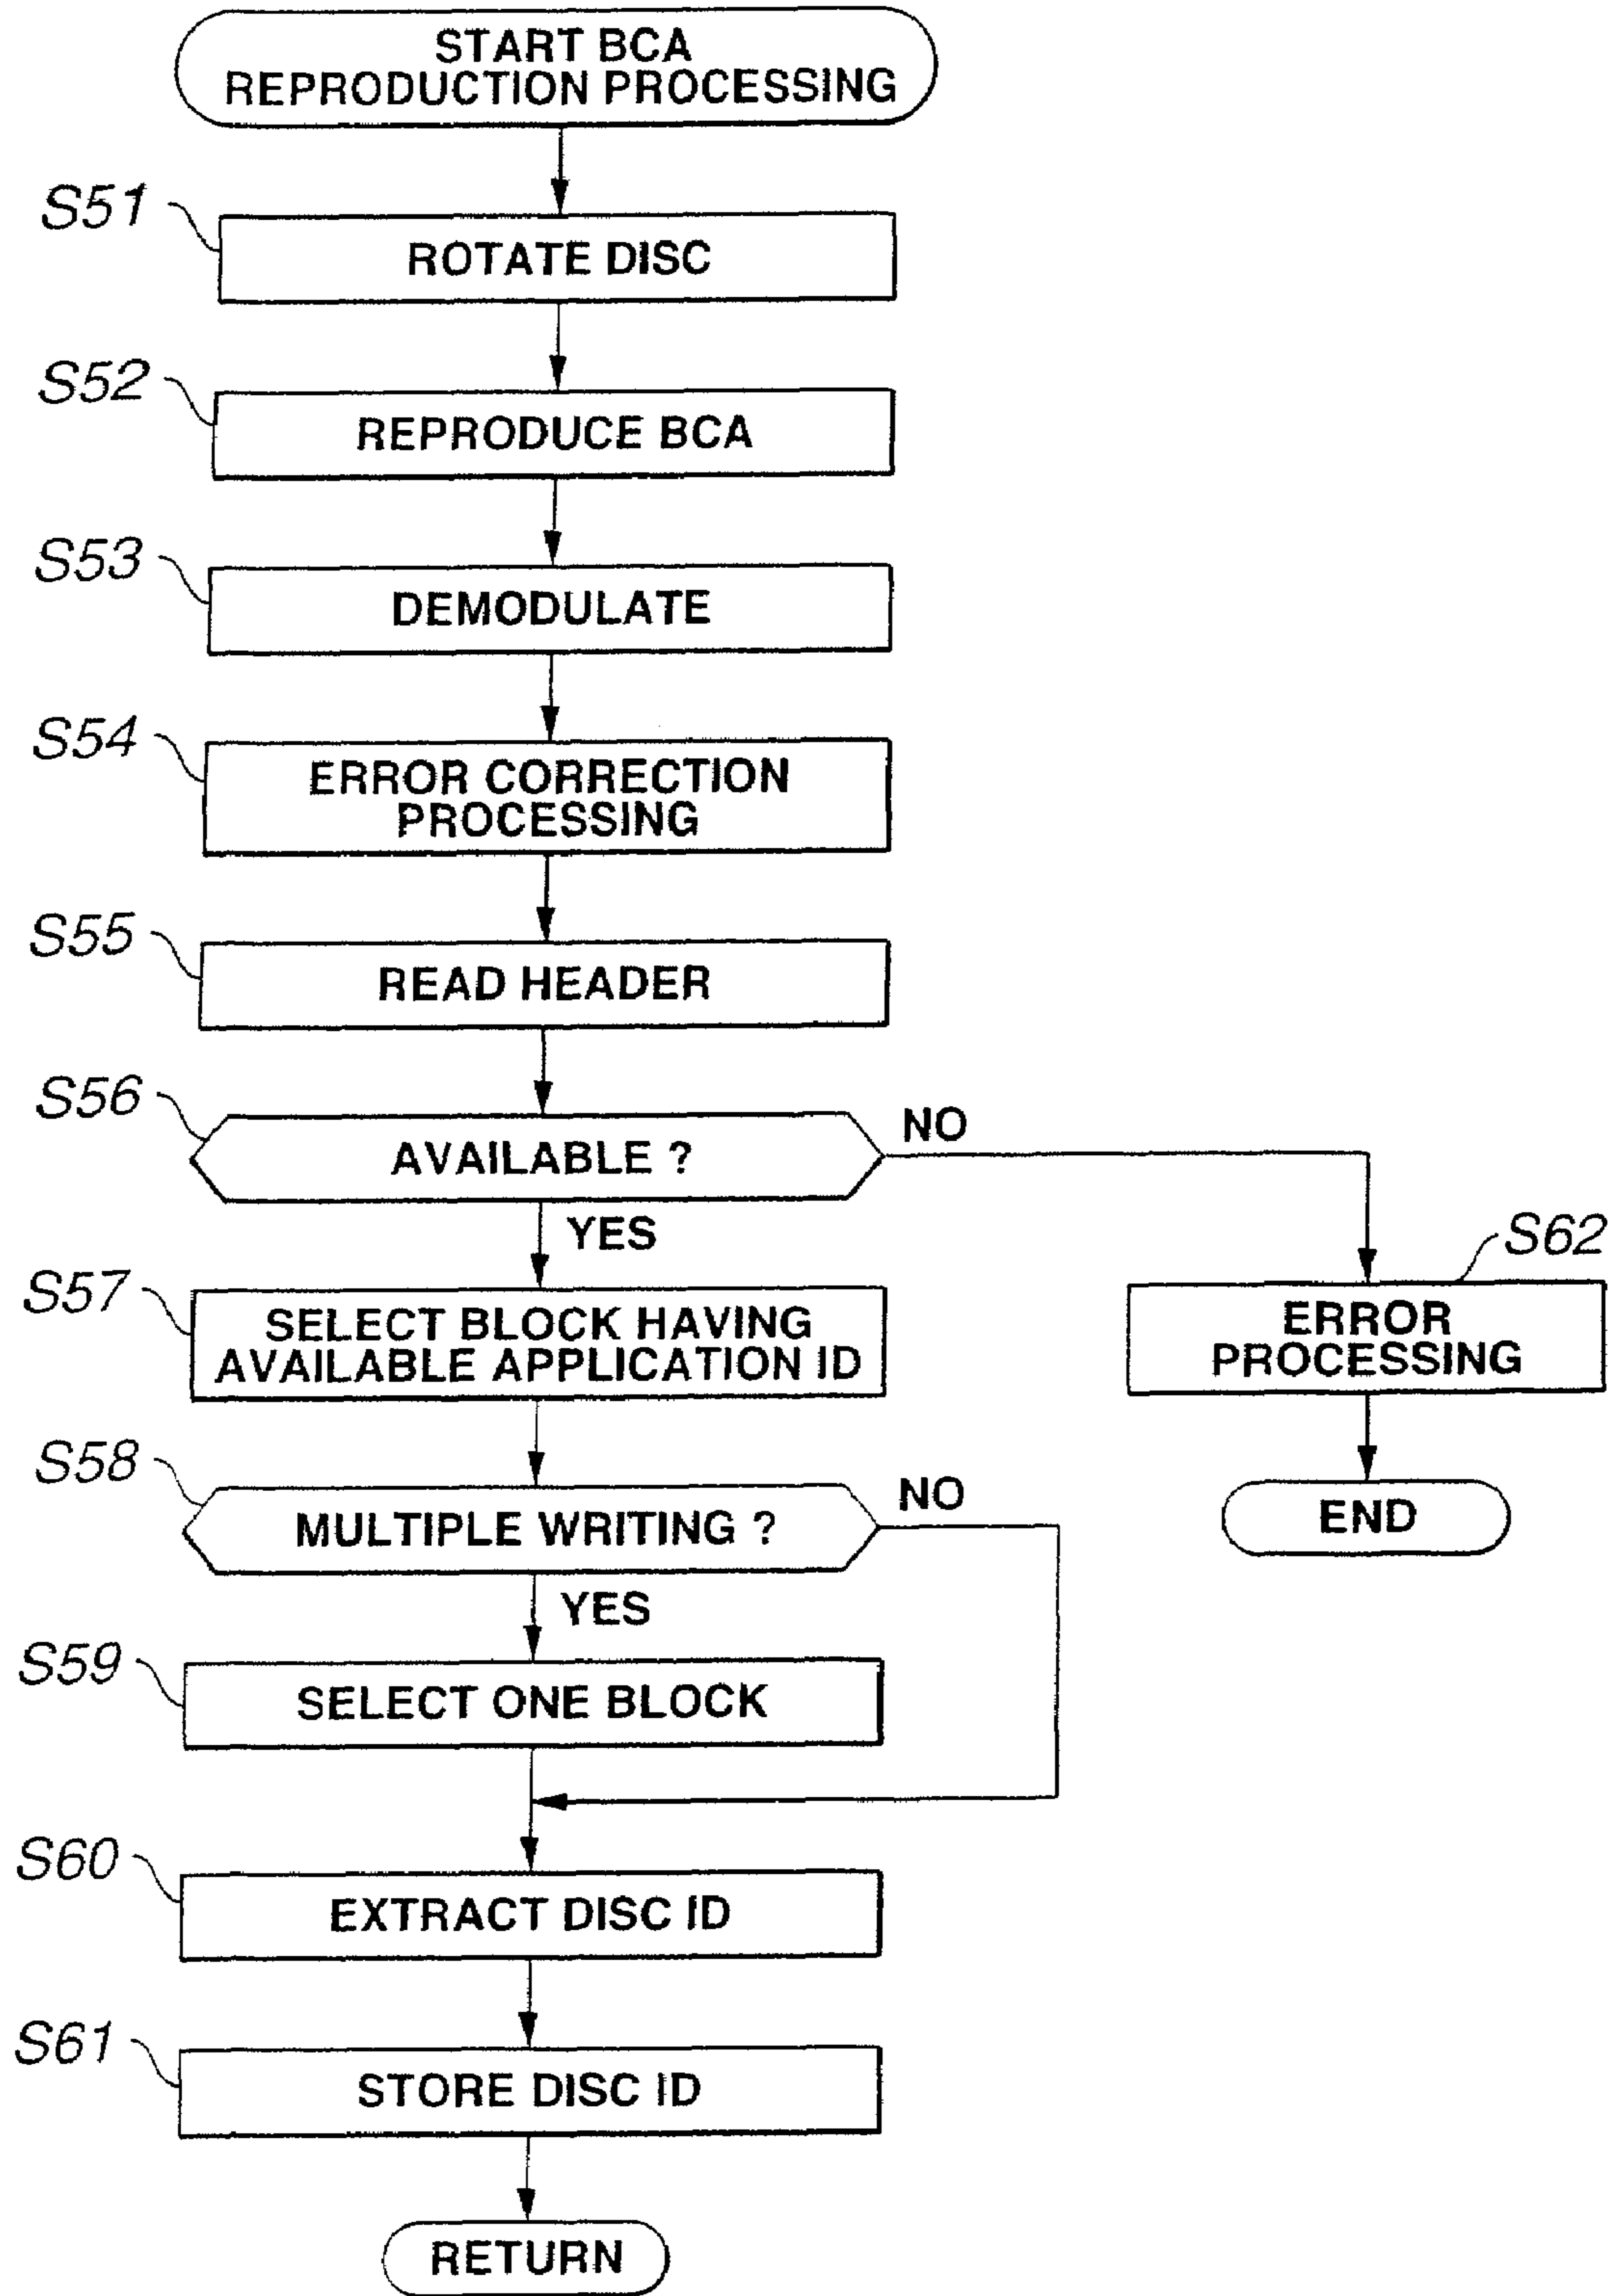 START BCA
REPRODUCTION PROCESSING
S51
ROTATE DISC
S52
REPRODUCE BCA
S53
DEMODULATE
S54
ERROR CORRECTION
PROCESSING
S55
READ HEADER
S56
AVAILABLE ?
NO
YES
S62
ERROR
PROCESSING
END
S57
SELECT BLOCK HAVING
AVAILABLE APPLICATION ID
S58
MULTIPLE WRITING ?
NO
YES
S59
SELECT ONE BLOCK
S60
EXTRACT DISC ID
S61
STORE DISC ID
RETURN